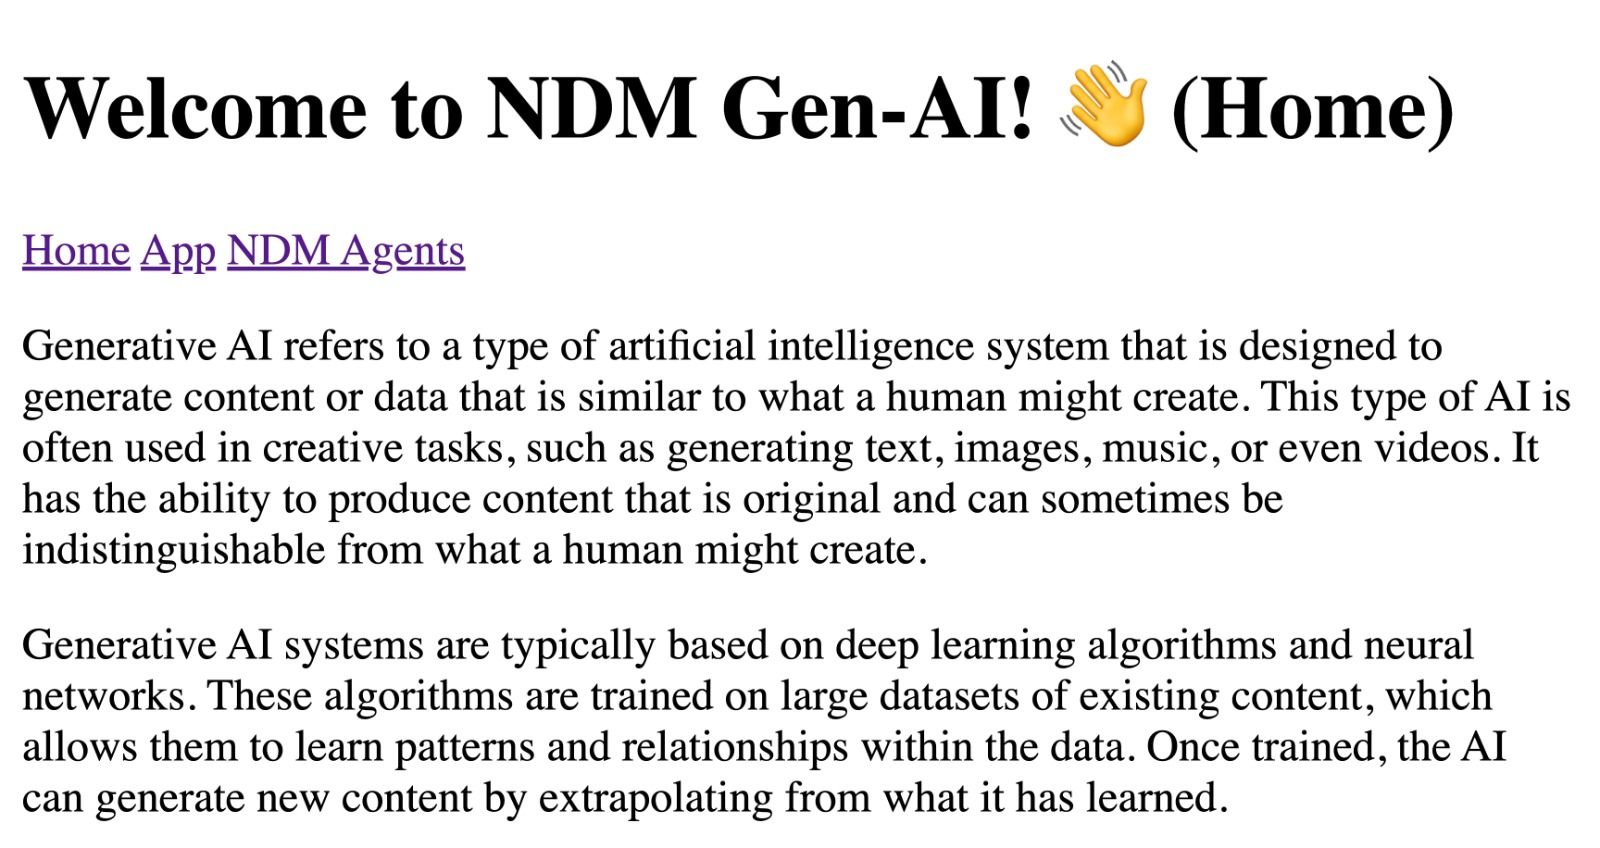 Welcome to NDM Gen-AI! 👋 (Home)
Home App NDM Agents
Generative AI refers to a type of artificial intelligence system that is designed to
generate content or data that is similar to what a human might create. This type of AI is
often used in creative tasks, such as generating text, images, music, or even videos. It
has the ability to produce content that is original and can sometimes be
indistinguishable from what a human might create.
Generative AI systems are typically based on deep learning algorithms and neural
networks. These algorithms are trained on large datasets of existing content, which
allows them to learn patterns and relationships within the data. Once trained, the AI
can generate new content by extrapolating from what it has learned.